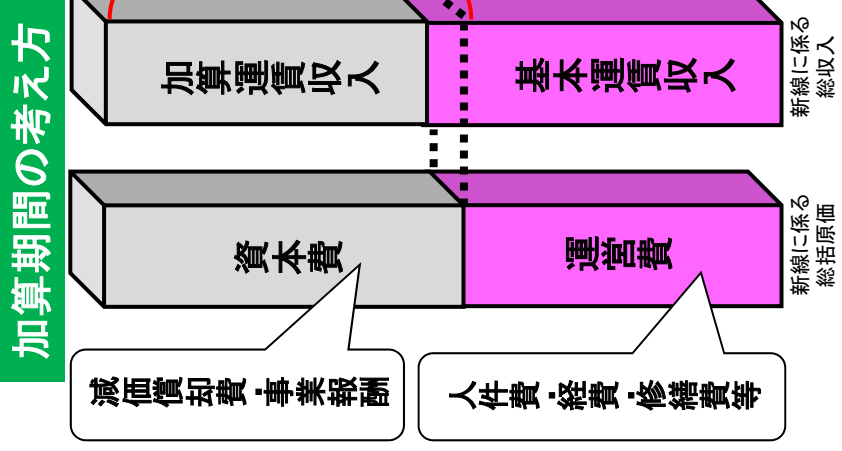 加算期間の考え方
減価償却費・事業報酬
資本費
加算運賃収入
人件費・経費・修繕費等
運営費
基本運賃収入
新線に係る
総括原価
新線に係る
総収入